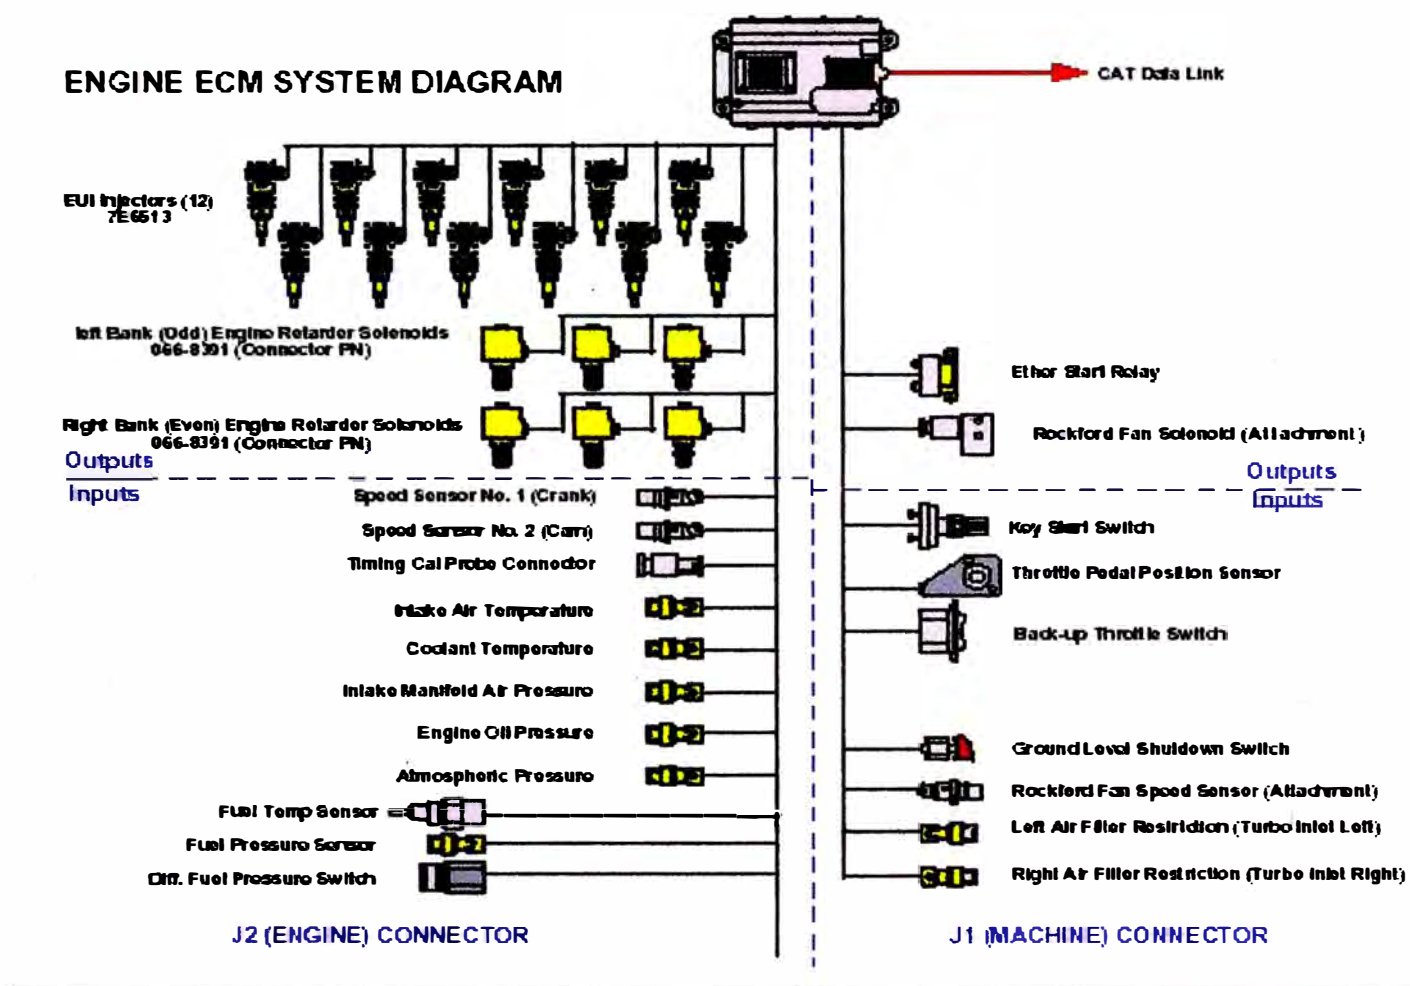 ENGINE ECM SYSTEM DIAGRAM
CAT Data Link
EUI Injectors (12)
7E6513
left Bank (Odd) Engine Retarder Solenoids
066-8391 (Connector PN)
Right Bank (Even) Engine Retarder Solenoids
066-8391 (Connector PN)
Outputs
Inputs
Speed Sensor No. 1 (Crank)
Speed Sensor No. 2 (Cam)
Timing Cal Probe Connector
Intake Air Temperature
Coolant Temperature
Intake Manifold Air Pressure
Engine Oil Pressure
Atmospheric Pressure
Fuel Temp Sensor
Fuel Pressure Sensor
Diff. Fuel Pressure Switch
J2 (ENGINE) CONNECTOR
Ether Start Relay
Rockford Fan Solenoid (Attachment)
Outputs
Inputs
Key Start Switch
Throttle Pedal Position Sensor
Back-up Throttle Switch
Ground Level Shutdown Switch
Rockford Fan Speed Sensor (Attachment)
Left Air Filter Restriction (Turbo Inlet Left)
Right Air Filter Restriction (Turbo Inlet Right)
J1 (MACHINE) CONNECTOR